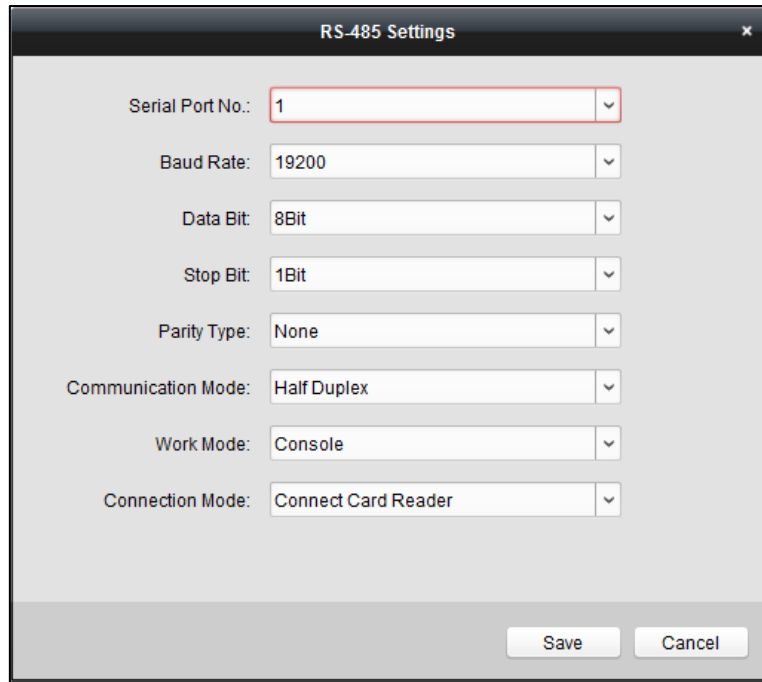 RS-485 Settings ×
Serial Port No.: 1
Baud Rate: 19200
Data Bit: 8Bit
Stop Bit: 1Bit
Parity Type: None
Communication Mode: Half Duplex
Work Mode: Console
Connection Mode: Connect Card Reader
Save Cancel